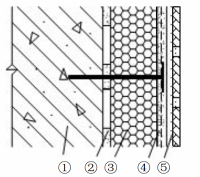 ① ② ③ ④ ⑤